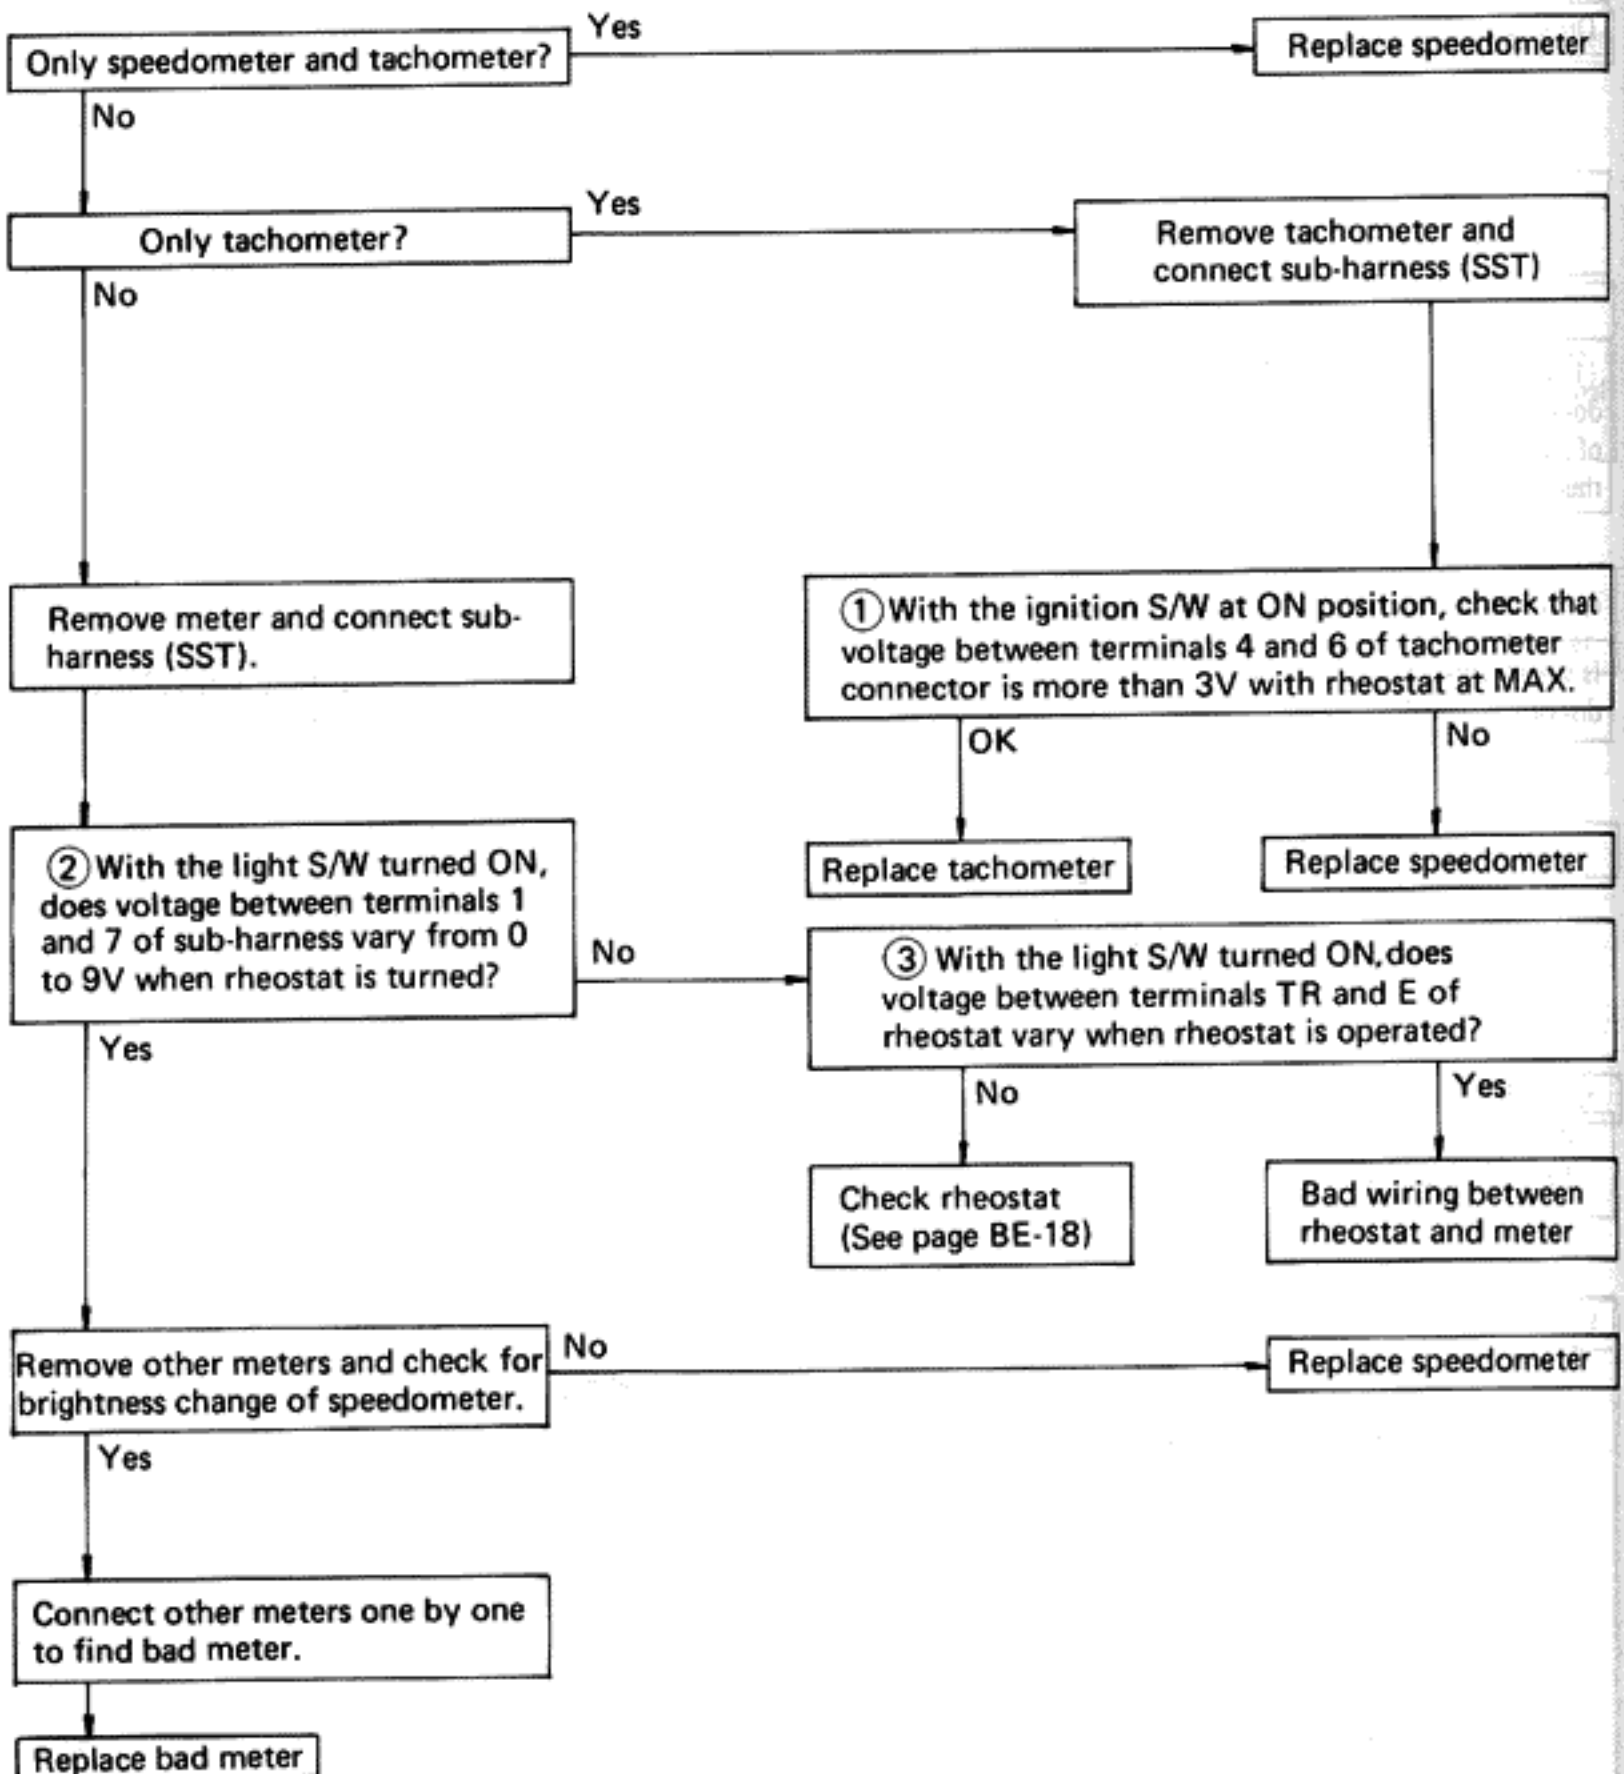 Only speedometer and tachometer?
Yes
Replace speedometer
No
Only tachometer?
Yes
Remove tachometer and
connect sub-harness (SST)
No
Remove meter and connect sub-
harness (SST).
① With the ignition S/W at ON position, check that
voltage between terminals 4 and 6 of tachometer
connector is more than 3V with rheostat at MAX.
OK
No
Replace tachometer
Replace speedometer
② With the light S/W turned ON,
does voltage between terminals 1
and 7 of sub-harness vary from 0
to 9V when rheostat is turned?
No
③ With the light S/W turned ON, does
voltage between terminals TR and E of
rheostat vary when rheostat is operated?
Yes
No
Yes
Check rheostat
(See page BE-18)
Bad wiring between
rheostat and meter
Remove other meters and check for
brightness change of speedometer.
No
Replace speedometer
Yes
Connect other meters one by one
to find bad meter.
Replace bad meter